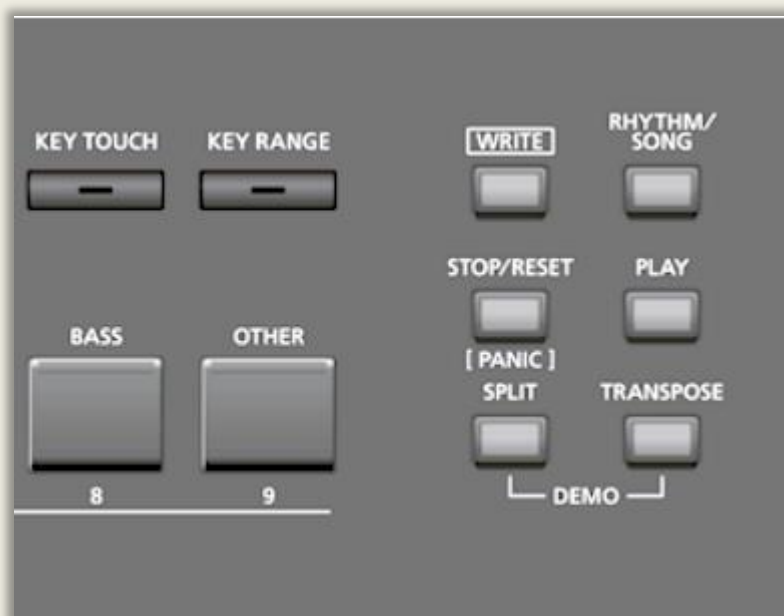 KEY TOUCH KEY RANGE
WRITE
RHYTHM/
SONG
STOP/RESET PLAY
BASS OTHER
[ PANIC ]
SPLIT TRANSPOSE
8 9
DEMO